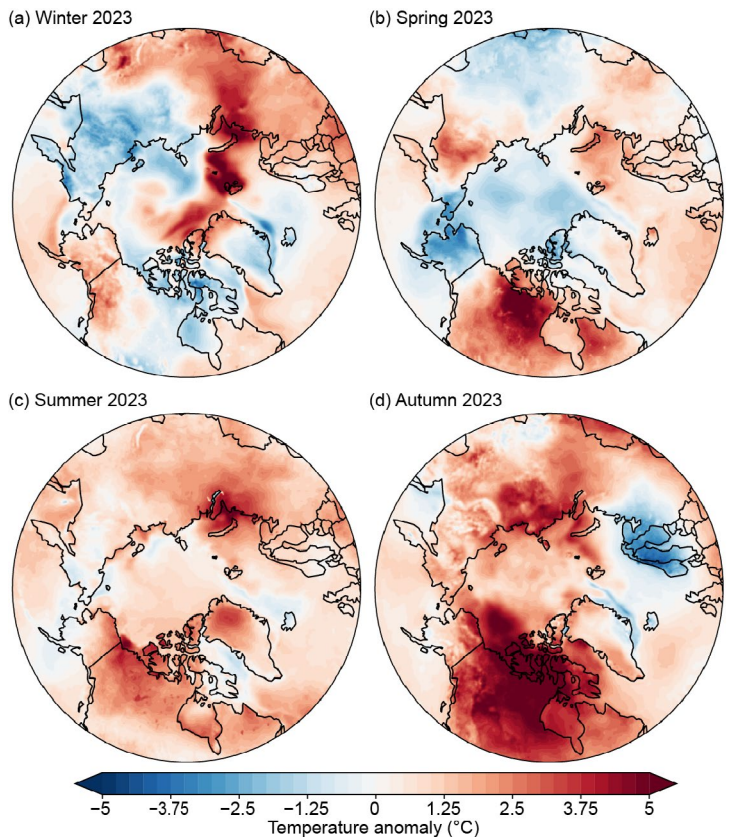 (a) Winter 2023
(b) Spring 2023
(c) Summer 2023
(d) Autumn 2023
−5 −3.75 −2.5 −1.25 0 1.25 2.5 3.75 5
Temperature anomaly (°C)